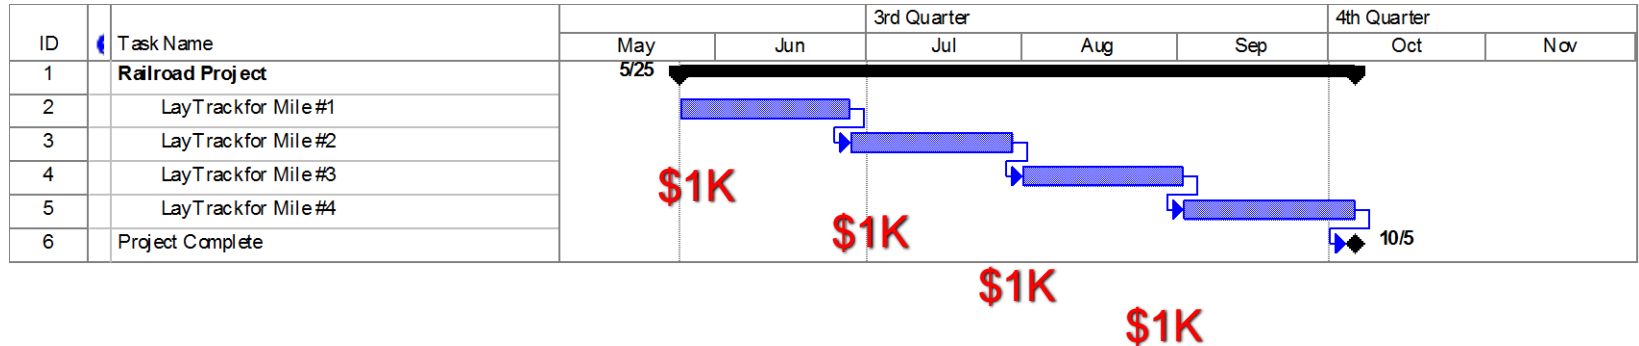 3rd Quarter 4th Quarter
ID Task Name May Jun Jul Aug Sep Oct Nov
1 Railroad Project 5/25
2 LayTrackfor Mile #1
3 LayTrackfor Mile #2
4 LayTrackfor Mile #3
$1K
5 LayTrackfor Mile #4
$1K
6 Project Complete 10/5
$1K
$1K